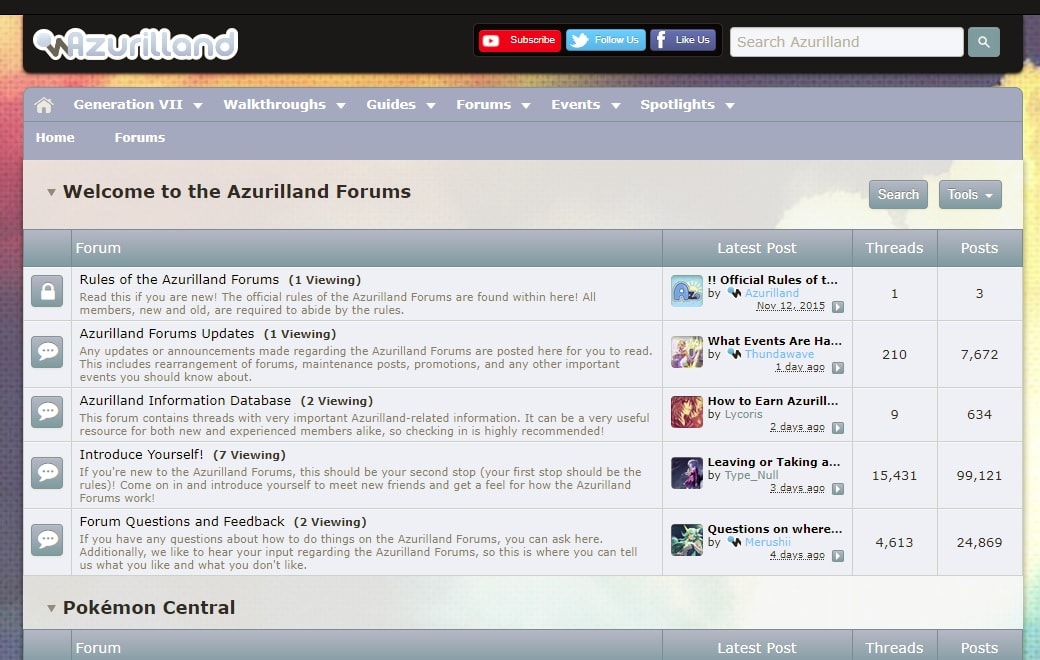 Azurilland
Subscribe
Follow Us
Like Us
Search Azurilland
Generation VII
Walkthroughs
Guides
Forums
Events
Spotlights
Home
Forums
Welcome to the Azurilland Forums
Search
Tools
Forum
Latest Post
Threads
Posts
Rules of the Azurilland Forums (1 Viewing)
Read this if you are new! The official rules of the Azurilland Forums are found within here! All
members, new and old, are required to abide by the rules.
!! Official Rules of t...
by Azurilland
Nov 12, 2015
1
3
Azurilland Forums Updates (1 Viewing)
Any updates or announcements made regarding the Azurilland Forums are posted here for you to read.
This includes rearrangement of forums, maintenance posts, promotions, and any other important
events you should know about.
What Events Are Ha...
by Thundawave
1 day ago
210
7,672
Azurilland Information Database (2 Viewing)
This forum contains threads with very important Azurilland-related information. It can be a very useful
resource for both new and experienced members alike, so checking in is highly recommended!
How to Earn Azurill...
by Lycoris
2 days ago
9
634
Introduce Yourself! (7 Viewing)
If you're new to the Azurilland Forums, this should be your second stop (your first stop should be the
rules)! Come on in and introduce yourself to meet new friends and get a feel for how the Azurilland
Forums work!
Leaving or Taking a...
by Type_Null
3 days ago
15,431
99,121
Forum Questions and Feedback (2 Viewing)
If you have any questions about how to do things on the Azurilland Forums, you can ask here.
Additionally, we like to hear your input regarding the Azurilland Forums, so this is where you can tell
us what you like and what you don't like.
Questions on where...
by Merushii
4 days ago
4,613
24,869
Pokémon Central
Forum
Latest Post
Threads
Posts